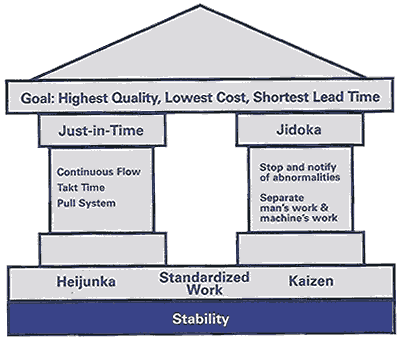 Goal: Highest Quality, Lowest Cost, Shortest Lead Time
Just-in-Time
Continuous Flow
Takt Time
Pull System
Jidoka
Stop and notify
of abnormalities
Separate
man's work &
machine's work
Heijunka
Standardized
Work
Kaizen
Stability